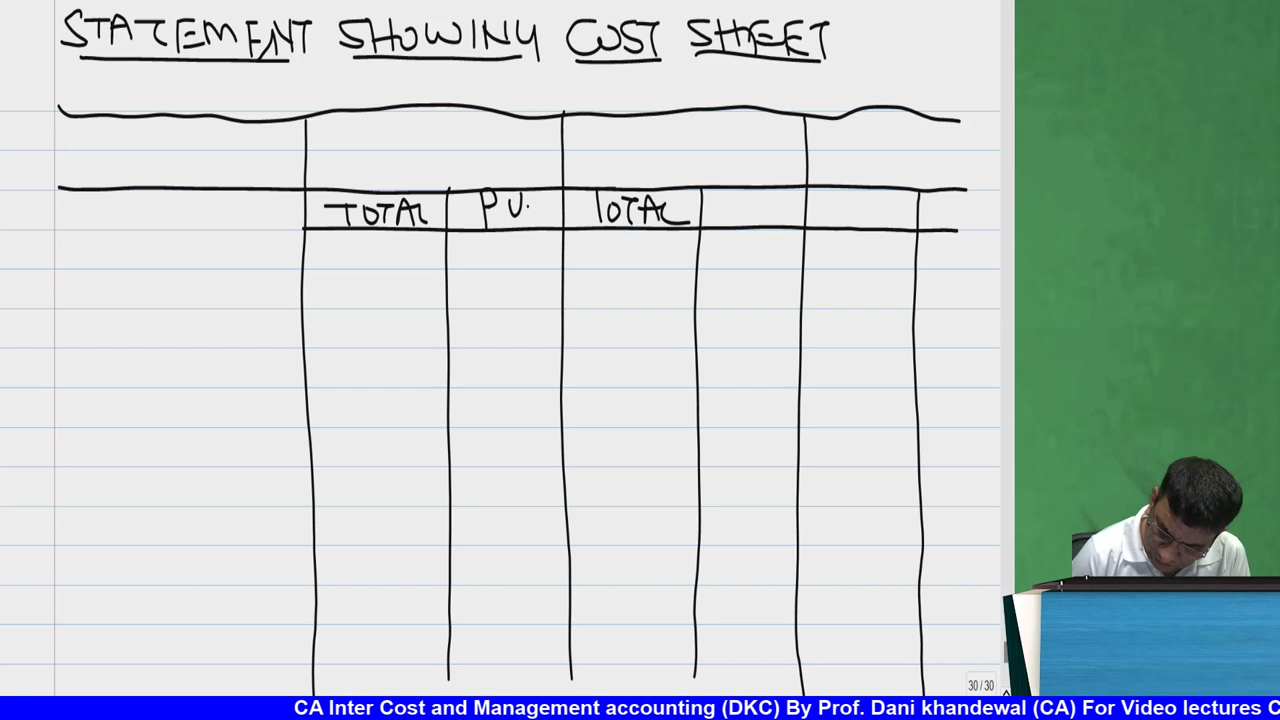 STATEMENT SHOWING COST SHEET
TOTAL P.U. TOTAL
30 / 30
CA Inter Cost and Management accounting (DKC) By Prof. Dani khandewal (CA) For Video lectures C